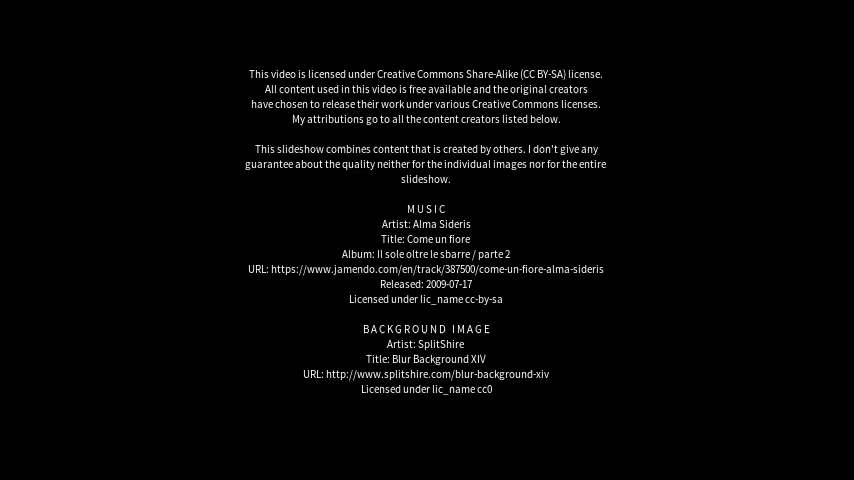 This video is licensed under Creative Commons Share-Alike (CC BY-SA) license.
All content used in this video is free available and the original creators
have chosen to release their work under various Creative Commons licenses.
My attributions go to all the content creators listed below.
This slideshow combines content that is created by others. I don't give any
guarantee about the quality neither for the individual images nor for the entire
slideshow.
MUSIC
Artist: Alma Sideris
Title: Come un fiore
Album: Il sole oltre le sbarre / parte 2
URL: https://www.jamendo.com/en/track/387500/come-un-fiore-alma-sideris
Released: 2009-07-17
Licensed under lic_name cc-by-sa
BACKGROUND IMAGE
Artist: SplitShire
Title: Blur Background XIV
URL: http://www.splitshire.com/blur-background-xiv
Licensed under lic_name cc0